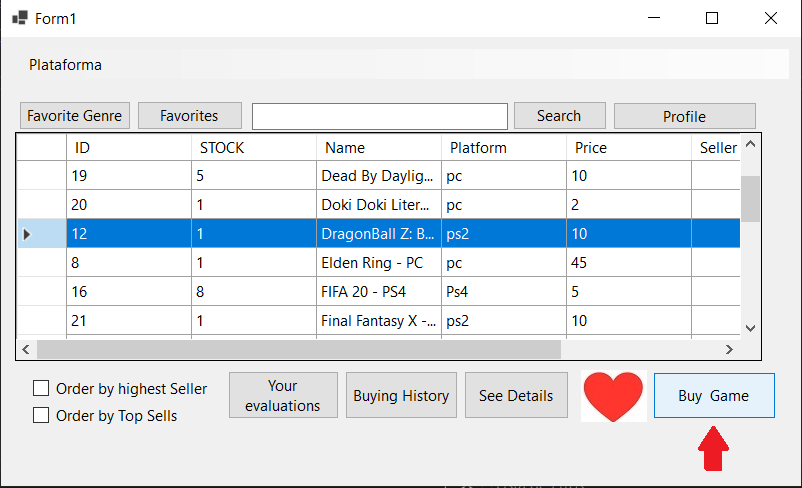 Form1
Plataforma
Favorite Genre Favorites Search Profile
ID STOCK Name Platform Price Seller
19 5 Dead By Daylig... pc 10
20 1 Doki Doki Liter... pc 2
12 1 DragonBall Z: B... ps2 10
8 1 Elden Ring - PC pc 45
16 8 FIFA 20 - PS4 Ps4 5
21 1 Final Fantasy X -... ps2 10
Order by highest Seller
Order by Top Sells
Your
evaluations
Buying History
See Details
Buy Game